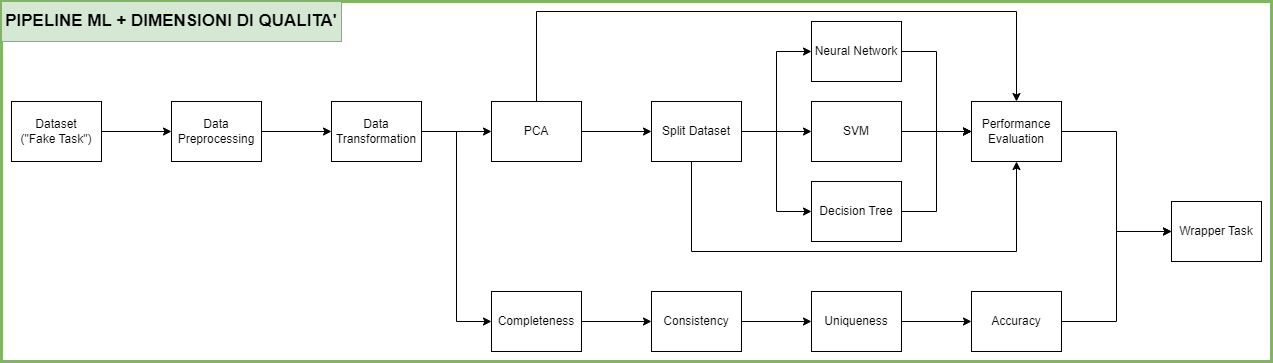 PIPELINE ML + DIMENSIONI DI QUALITA'
Dataset
("Fake Task")
Data
Preprocessing
Data
Transformation
PCA
Split Dataset
Neural Network
SVM
Decision Tree
Performance
Evaluation
Completeness
Consistency
Uniqueness
Accuracy
Wrapper Task